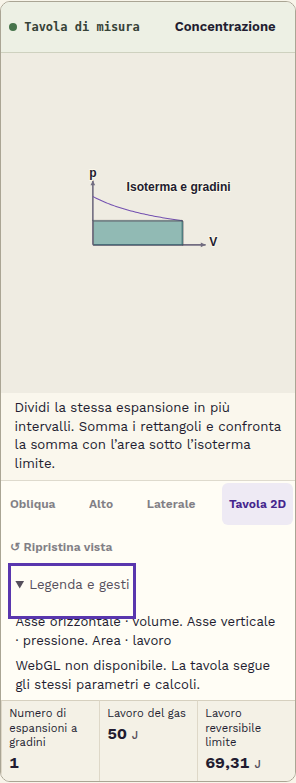 Tavola di misura Concentrazione
p
Isoterma e gradini
V
Dividi la stessa espansione in più
intervalli. Somma i rettangoli e confronta
la somma con l’area sotto l’isoterma
limite.
Obliqua Alto Laterale Tavola 2D
↺ Ripristina vista
▼ Legenda e gesti
Asse orizzontale · volume. Asse verticale
· pressione. Area · lavoro
WebGL non disponibile. La tavola segue
gli stessi parametri e calcoli.
Numero di espansioni a gradini
1
Lavoro del gas
50 J
Lavoro reversibile limite
69,31 J